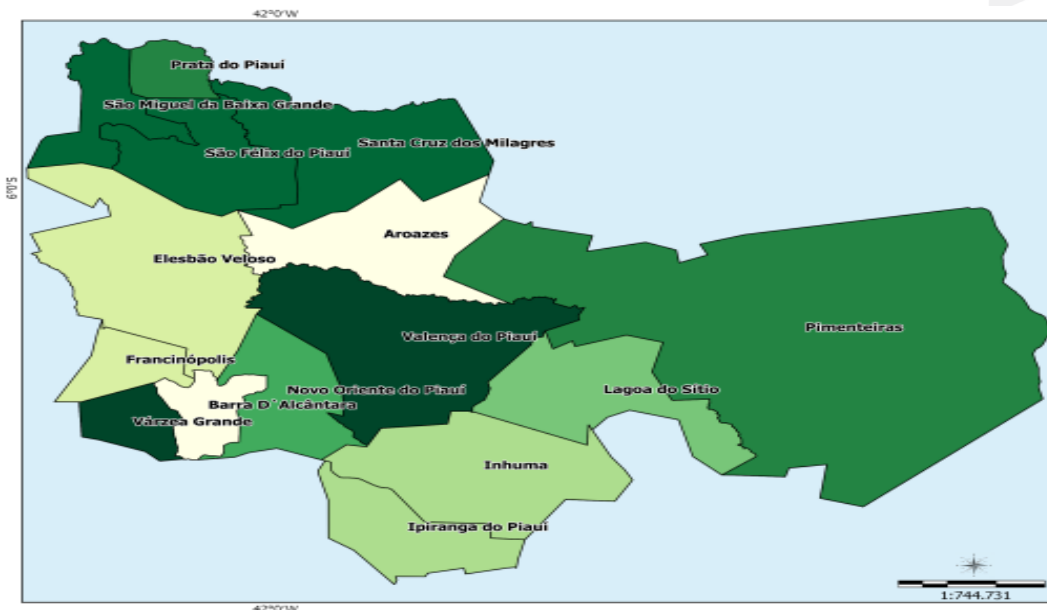 42°0'W
Prata do Piauí
São Miguel da Baixa Grande
Santa Cruz dos Milagres
São Félix do Piauí
6°0'S
Aroazes
Elesbão Veloso
Pimenteiras
Valença do Piauí
Francinópolis
Novo Oriente do Piauí
Lagoa do Sítio
Barra D´Alcântara
Várzea Grande
Inhuma
Ipiranga do Piauí
1:744.731
42°0'W